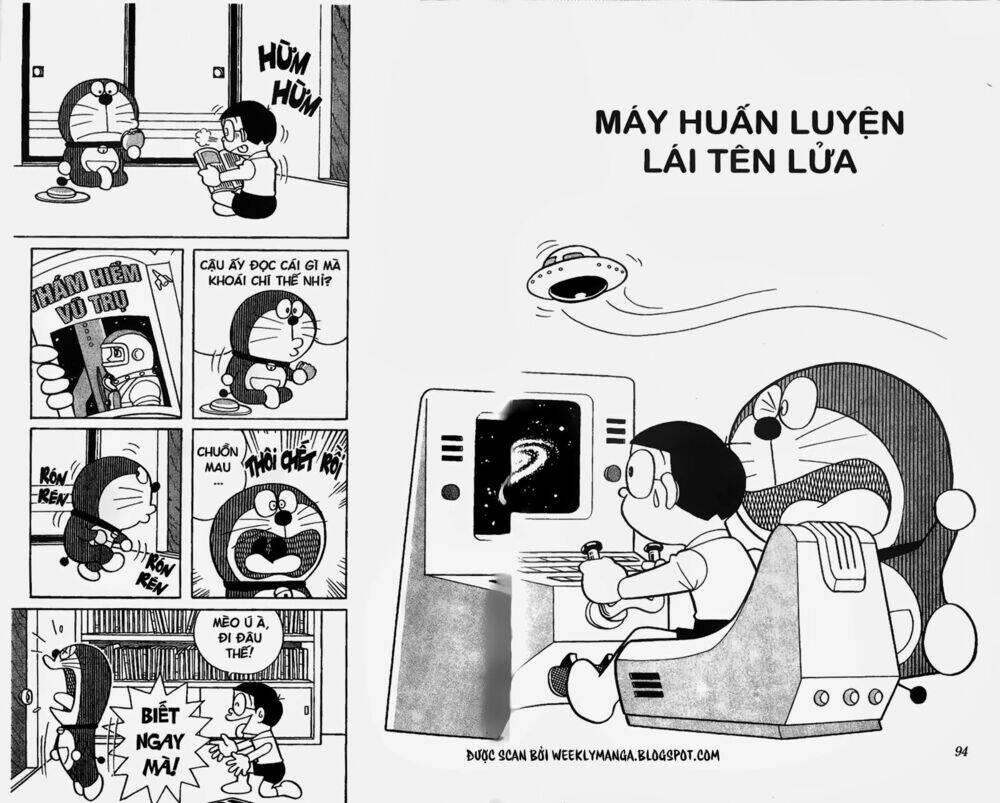 MÁY HUẤN LUYỆN
LÁI TÊN LỬA
ĐƯỢC SCAN BỞI WEEKLYMANGA.BLOGSPOT.COM
94
HỪM
HỪM
THÁM HIỂM
VŨ TRỤ
CẬU ẤY ĐỌC CÁI GÌ MÀ
KHOÁI CHÍ THẾ NHỈ?
RÓN
RÉN
RÓN
RÉN
CHUỒN
MAU
...
THÔI CHẾT RỒI
MÈO Ú À,
ĐI ĐÂU
THẾ!
BIẾT
NGAY
MÀ!